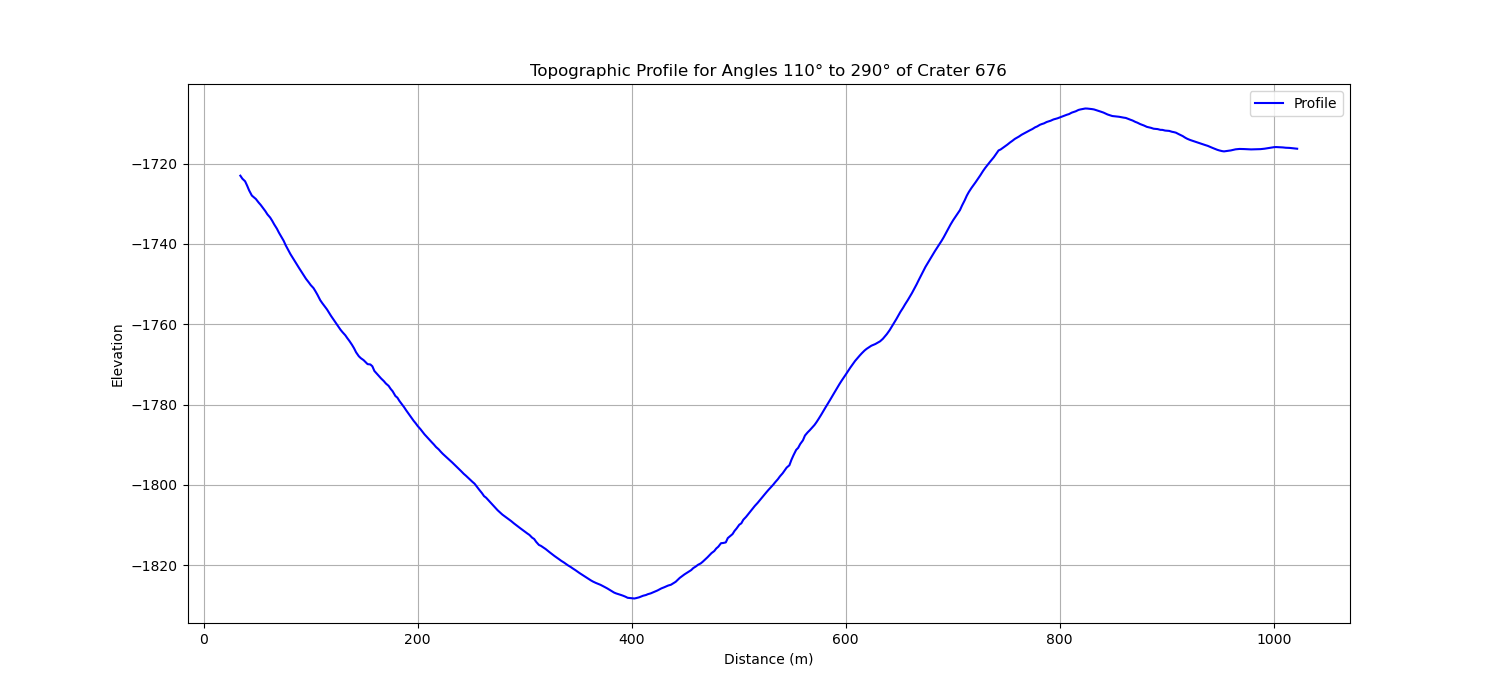 Topographic Profile for Angles 110° to 290° of Crater 676
Profile
−1720
−1740
−1760
−1780
−1800
−1820
Elevation
0 200 400 600 800 1000
Distance (m)